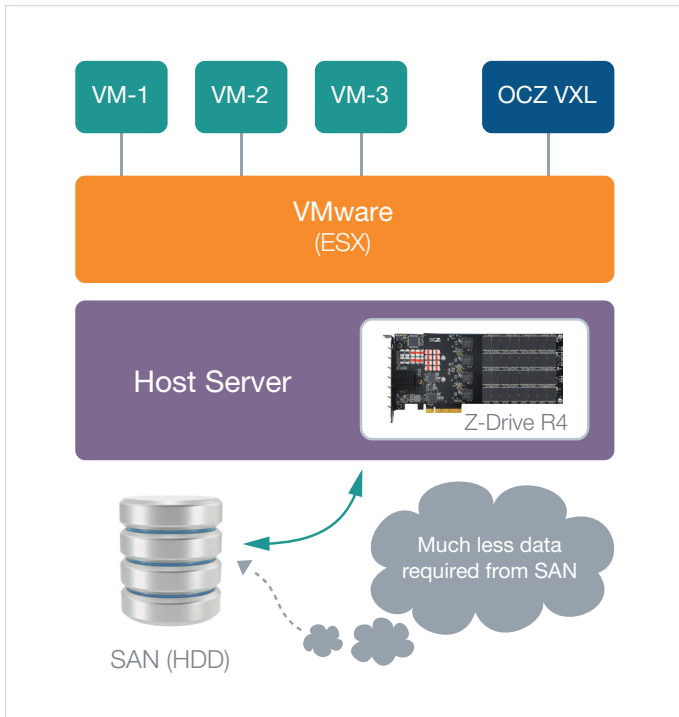 VM-1
VM-2
VM-3
OCZ VXL
VMware
(ESX)
Host Server
Z-Drive R4
Much less data
required from SAN
SAN (HDD)